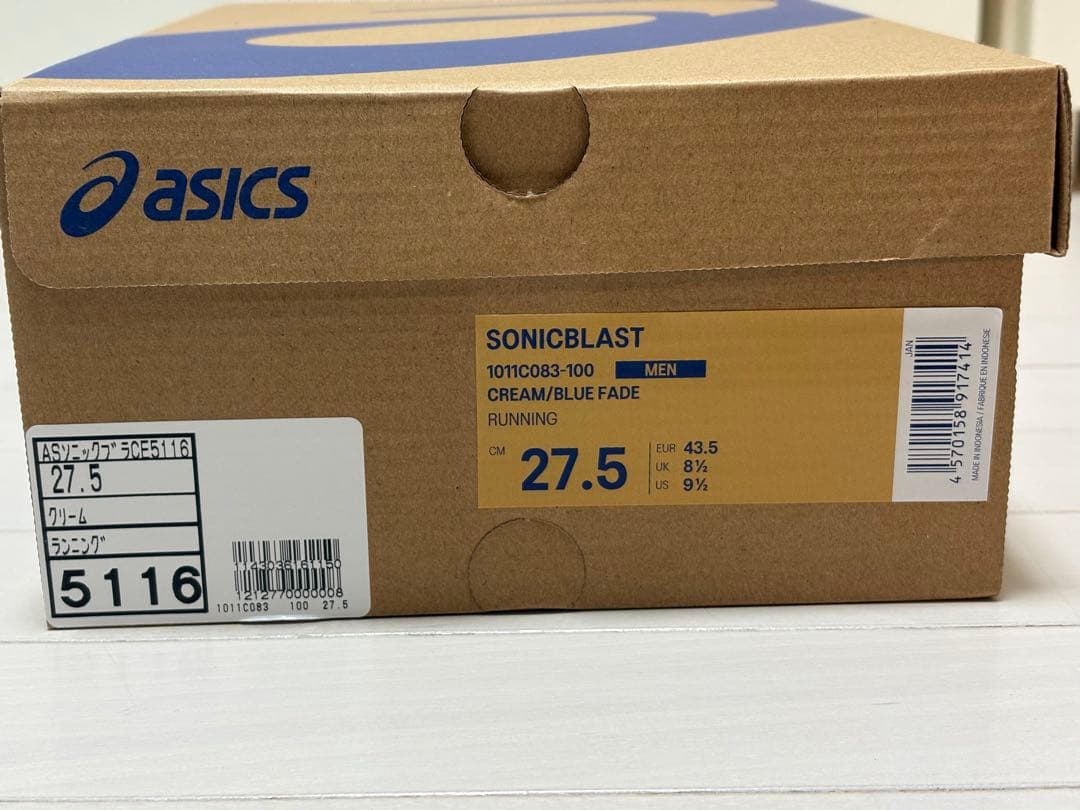 asics
SONICBLAST
1011C083-100 MEN
CREAM/BLUE FADE
RUNNING
CM 27.5
EUR 43.5
UK 8½
US 9½
JAN
4 570158 917414
MADE IN INDONESIA / FABRIQUE EN INDONESIE
ASソニックブラCE5116
27.5
クリーム
ランニング
5116
1143036161150
1212770000008
1011C083 100 27.5